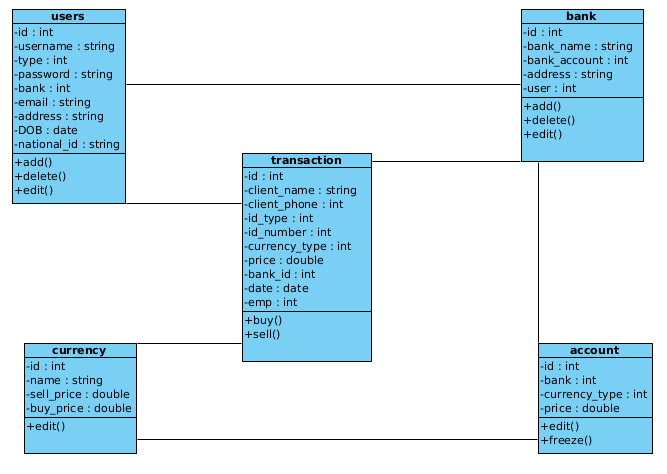 users
-id : int
-username : string
-type : int
-password : string
-bank : int
-email : string
-address : string
-DOB : date
-national_id : string
+add()
+delete()
+edit()
bank
-id : int
-bank_name : string
-bank_account : int
-address : string
-user : int
+add()
+delete()
+edit()
transaction
-id : int
-client_name : string
-client_phone : int
-id_type : int
-id_number : int
-currency_type : int
-price : double
-bank_id : int
-date : date
-emp : int
+buy()
+sell()
currency
-id : int
-name : string
-sell_price : double
-buy_price : double
+edit()
account
-id : int
-bank : int
-currency_type : int
-price : double
+edit()
+freeze()